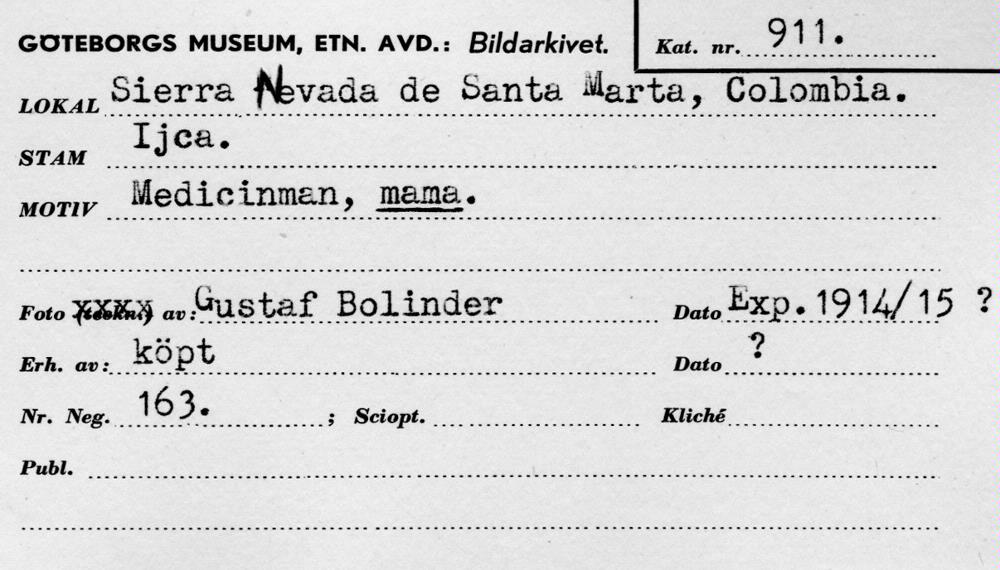 GÖTEBORGS MUSEUM, ETN. AVD.: Bildarkivet. Kat. nr. 911.
LOKAL Sierra Nevada de Santa Marta, Colombia.
STAM Ijca.
MOTIV Medicinman, mama.
Foto (teckn.) av: Gustaf Bolinder Dato Exp. 1914/15 ?
Erh. av: köpt Dato ?
Nr. Neg. 163. ; Sciopt. Kliché
Publ.